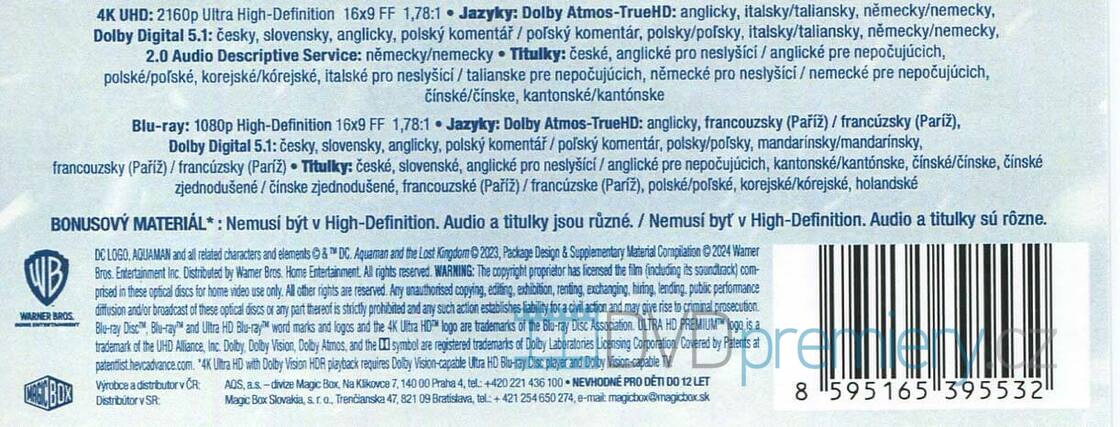 4K UHD: 2160p Ultra High-Definition 16x9 FF 1,78:1 • Jazyky: Dolby Atmos-TrueHD: anglicky, italsky/taliansky, německy/nemecky,
Dolby Digital 5.1: česky, slovensky, anglicky, polský komentář / poľský komentár, polsky/poľsky, italsky/taliansky, německy/nemecky,
2.0 Audio Descriptive Service: německy/nemecky • Titulky: české, anglické pro neslyšící / anglické pre nepočujúcich,
polské/poľské, korejské/kórejské, italské pro neslyšící / talianske pre nepočujúcich, německé pro neslyšící / nemecké pre nepočujúcich,
čínské/čínske, kantonské/kantónske
Blu-ray: 1080p High-Definition 16x9 FF 1,78:1 • Jazyky: Dolby Atmos-TrueHD: anglicky, francouzsky (Paříž) / francúzsky (Paríž),
Dolby Digital 5.1: česky, slovensky, anglicky, polský komentář / poľský komentár, polsky/poľsky, mandarinsky/mandarínsky,
francouzsky (Paříž) / francúzsky (Paríž) • Titulky: české, slovenské, anglické pro neslyšící / anglické pre nepočujúcich, kantonské/kantónske, čínské/čínske, čínské
zjednodušené / čínske zjednodušené, francouzské (Paříž) / francúzske (Paríž), polské/poľské, korejské/kórejské, holandské
BONUSOVÝ MATERIÁL* : Nemusí být v High-Definition. Audio a titulky jsou různé. / Nemusí byť v High-Definition. Audio a titulky sú rôzne.
DC LOGO, AQUAMAN and all related characters and elements © & ™ DC. Aquaman and the Lost Kingdom © 2023, Package Design & Supplementary Material Compilation © 2024 Warner
Bros. Entertainment Inc. Distributed by Warner Bros. Home Entertainment. All rights reserved. WARNING: The copyright proprietor has licensed the film (including its soundtrack) com-
prised in these optical discs for home video use only. All other rights are reserved. Any unauthorised copying, editing, exhibition, renting, exchanging, hiring, lending, public performance
diffusion and/or broadcast of these optical discs or any part thereof is strictly prohibited and any such action establishes liability for a civil action and may give rise to criminal prosecution.
Blu-ray Disc™, Blu-ray™ and Ultra HD Blu-ray™ word marks and logos and the 4K Ultra HD™ logo are trademarks of the Blu-ray Disc Association. ULTRA HD PREMIUM™ logo is a
trademark of the UHD Alliance, Inc. Dolby, Dolby Vision, Dolby Atmos, and the symbol are registered trademarks of Dolby Laboratories Licensing Corporation. Covered by Patents at
patentlist.hevcadvance.com. *4K Ultra HD with Dolby Vision HDR playback requires Dolby Vision-capable Ultra HD Blu-ray Disc player and Dolby Vision-capable TV
WB
WARNER BROS.
HOME ENTERTAINMENT
DVDpremiery.cz
MAGIC BOX
Výrobce a distributor v ČR: AQS, a.s. – divize Magic Box, Na Klikovce 7, 140 00 Praha 4, tel.: +420 221 436 100 • NEVHODNÉ PRO DĚTI DO 12 LET
Distribútor v SR: Magic Box Slovakia, s. r. o., Trenčianska 47, 821 09 Bratislava, tel.: + 421 254 650 274, e-mail: magicbox@magicbox.sk
8 595165 395532